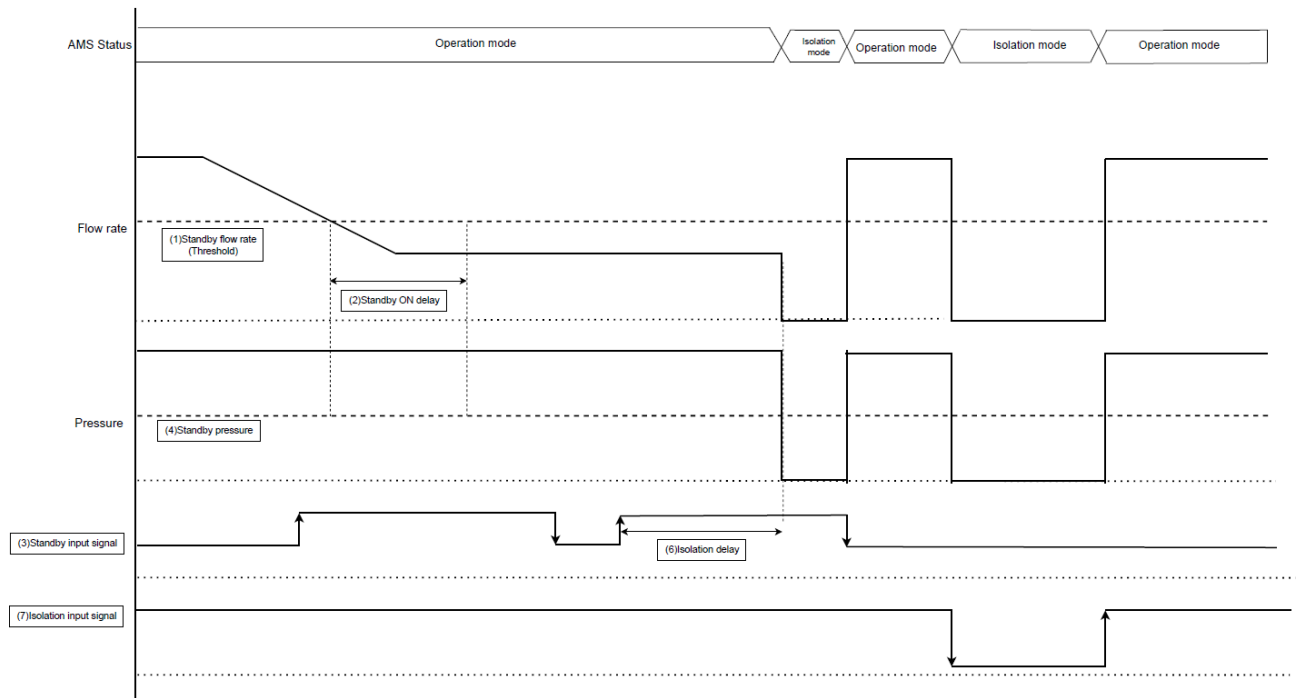 AMS Status
Operation mode
Isolation
mode
Operation mode
Isolation mode
Operation mode
Flow rate
(1)Standby flow rate
(Threshold)
(2)Standby ON delay
Pressure
(4)Standby pressure
(3)Standby input signal
(6)Isolation delay
(7)Isolation input signal